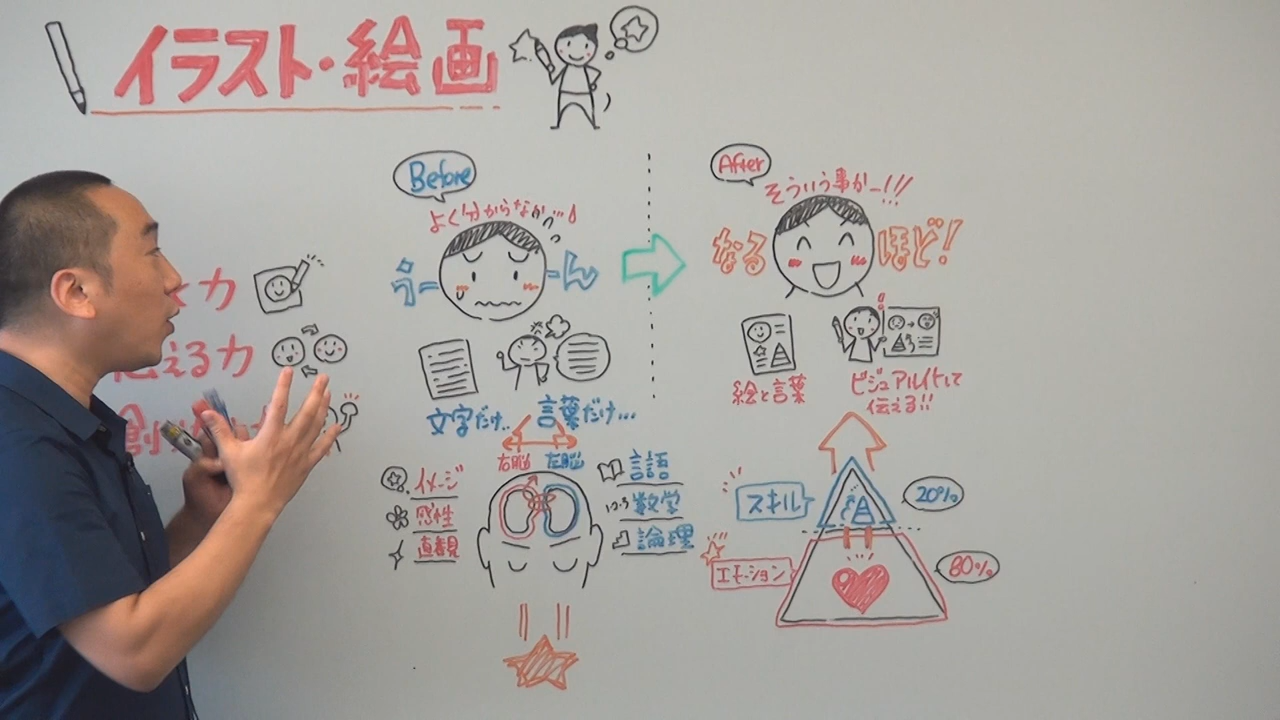 イラスト・絵画
Before
よく分からなかっ…
うーん
文字だけ..
言葉だけ...
After
そういう事かー!!!
なるほど!
絵と言葉
ビジュアル化して
伝える!!
力
伝える力
創
右脳
左脳
イメージ
感性
直観
言語
1+2=3
数学
論理
スキル
20%
エモーション
80%